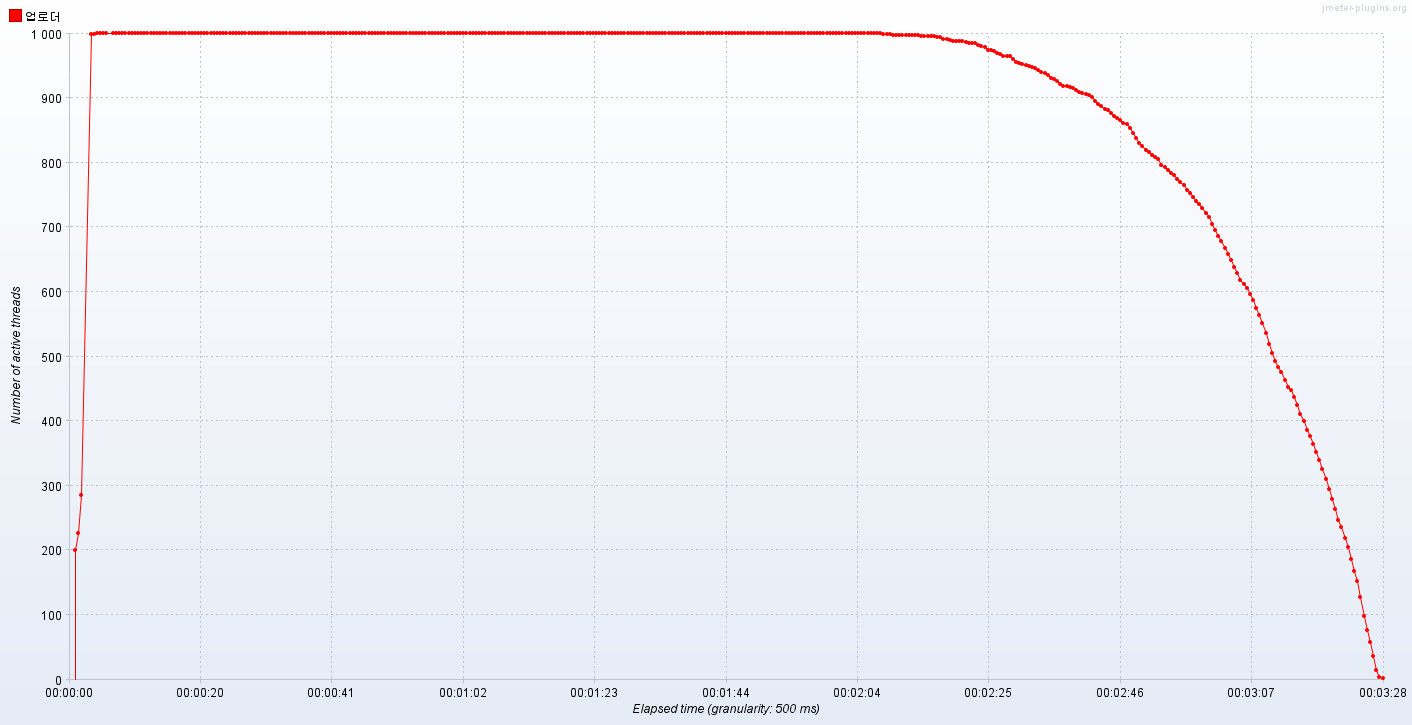 jmeter-plugins.org
업로더
1 000
900
800
700
600
500
400
300
200
100
0
Number of active threads
00:00:00 00:00:20 00:00:41 00:01:02 00:01:23 00:01:44 00:02:04 00:02:25 00:02:46 00:03:07 00:03:28
Elapsed time (granularity: 500 ms)